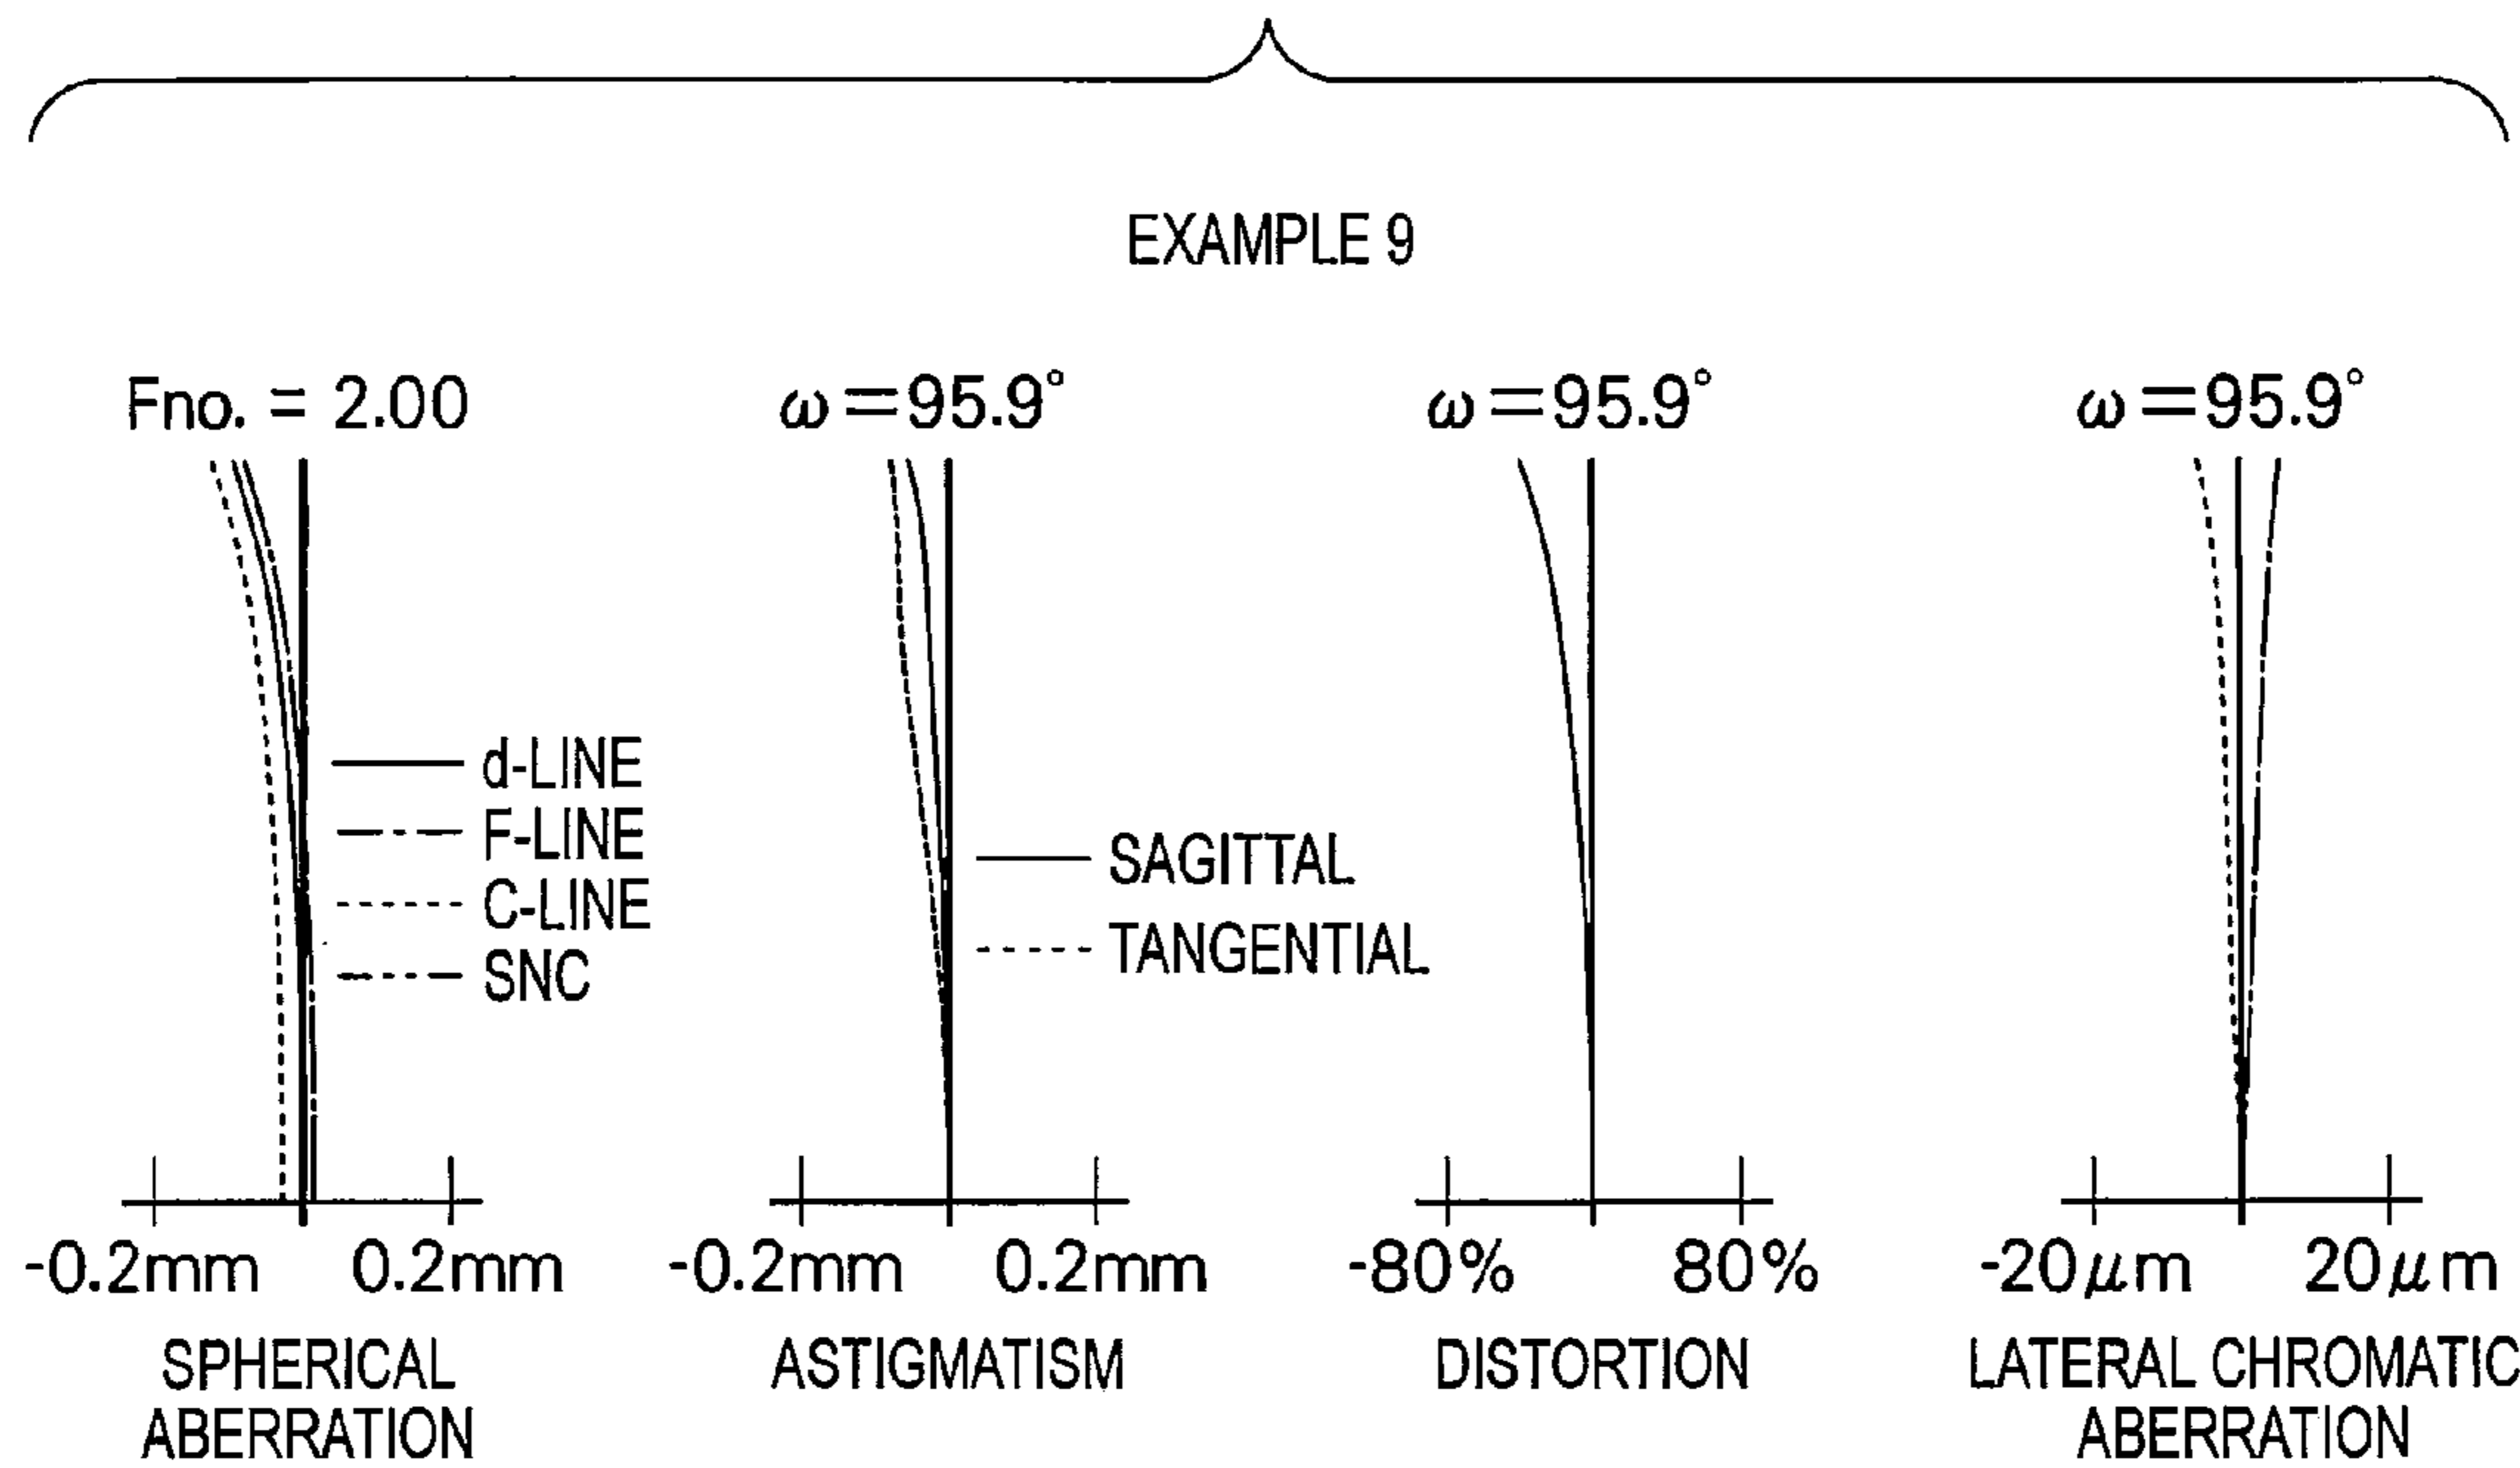 EXAMPLE 9
Fno. = 2.00
d-LINE
F-LINE
C-LINE
SNC
-0.2mm 0.2mm
SPHERICAL
ABERRATION
ω=95.9°
SAGITTAL
TANGENTIAL
-0.2mm 0.2mm
ASTIGMATISM
ω=95.9°
-80% 80%
DISTORTION
ω=95.9°
-20μm 20μm
LATERAL CHROMATIC
ABERRATION